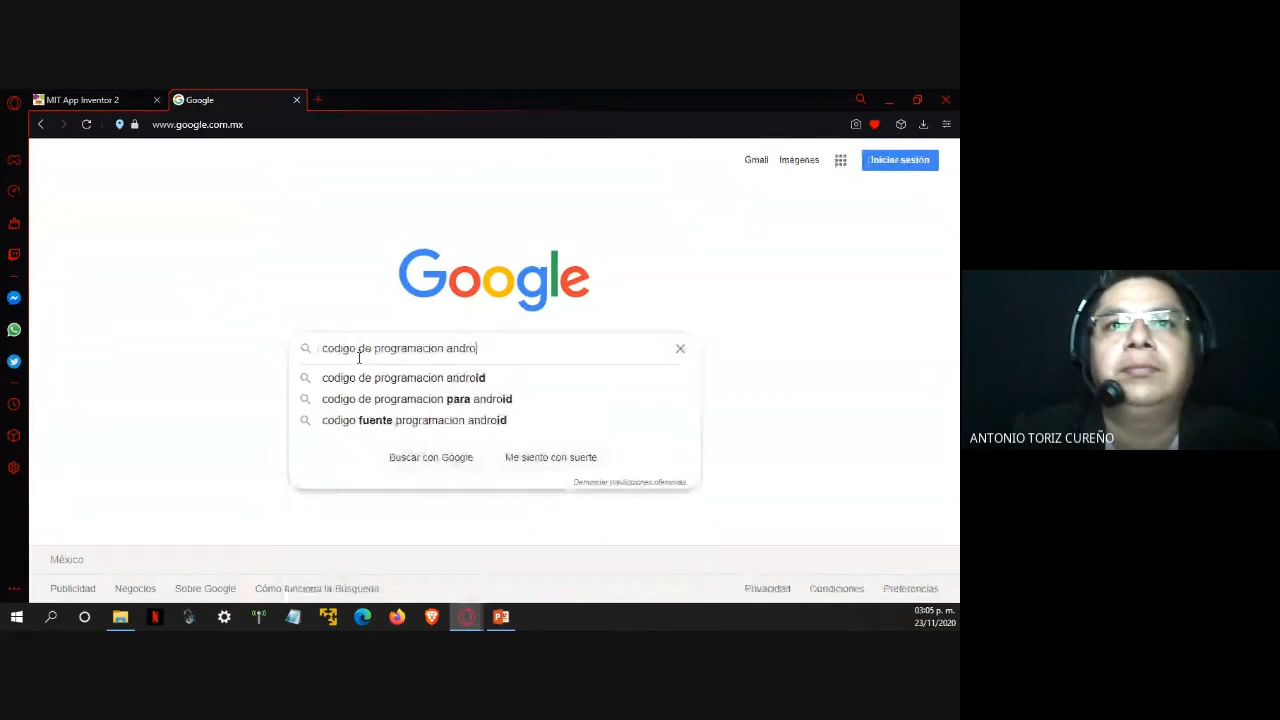 MIT App Inventor 2
Google
www.google.com.mx
Gmail Imágenes
Iniciar sesión
Google
codigo de programacion andro
codigo de programacion android
codigo de programacion para android
codigo fuente programacion android
Buscar con Google Me siento con suerte
Denunciar predicciones ofensivas
México
Publicidad Negocios Sobre Google Cómo funciona la Búsqueda
Privacidad Condiciones Preferencias
03:05 p. m.
23/11/2020
ANTONIO TORIZ CUREÑO